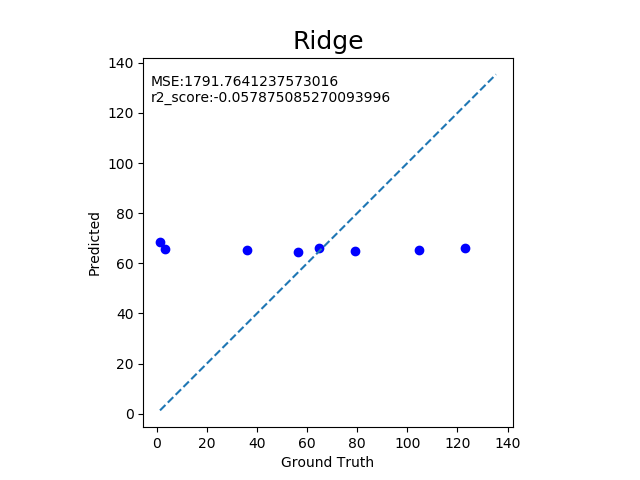 Ridge
MSE:1791.7641237573016
r2_score:-0.057875085270093996
140
120
100
80
60
40
20
0
Predicted
0 20 40 60 80 100 120 140
Ground Truth